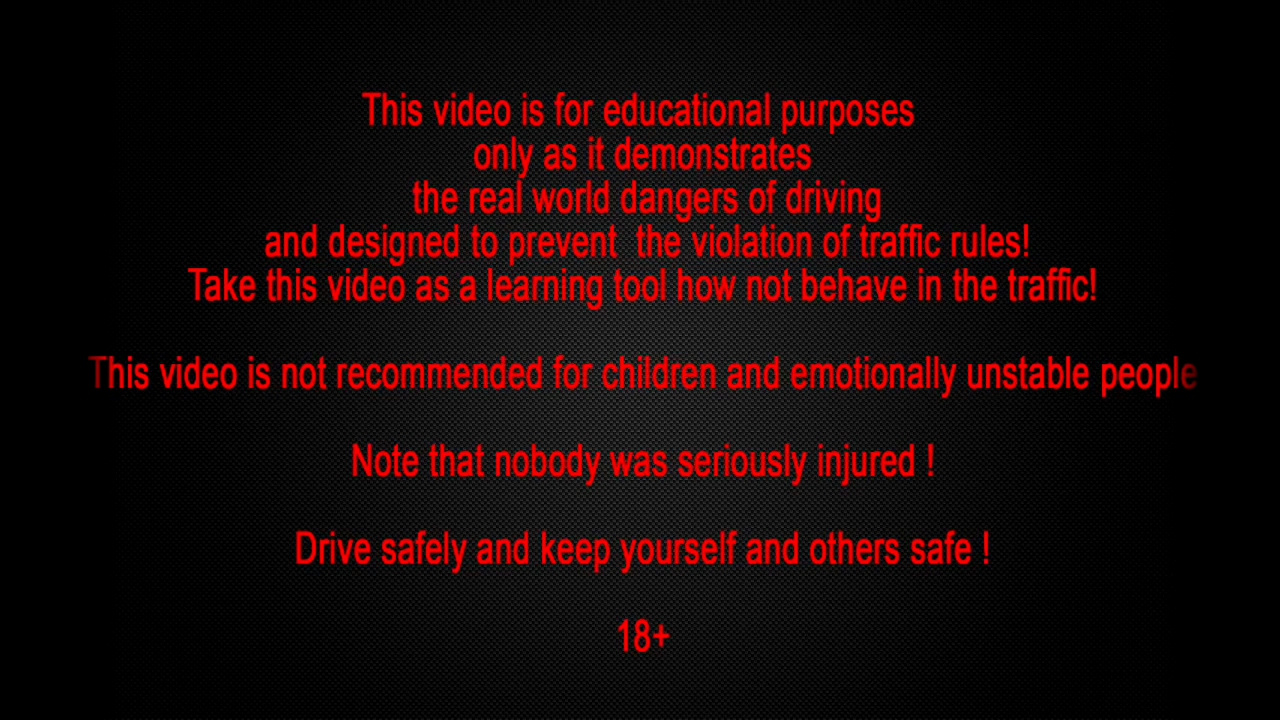 This video is for educational purposes
only as it demonstrates
the real world dangers of driving
and designed to prevent  the violation of traffic rules!
Take this video as a learning tool how not behave in the traffic!
This video is not recommended for children and emotionally unstable people
Note that nobody was seriously injured !
Drive safely and keep yourself and others safe !
18+